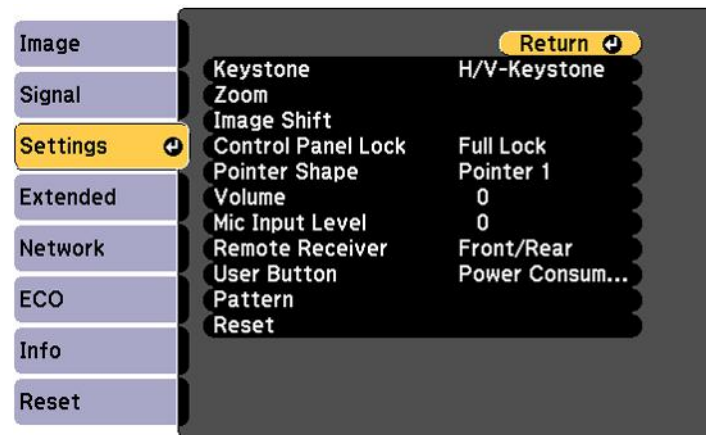 Image
Signal
Settings
Extended
Network
ECO
Info
Reset
Return
Keystone H/V-Keystone
Zoom
Image Shift
Control Panel Lock Full Lock
Pointer Shape Pointer 1
Volume 0
Mic Input Level 0
Remote Receiver Front/Rear
User Button Power Consum...
Pattern
Reset